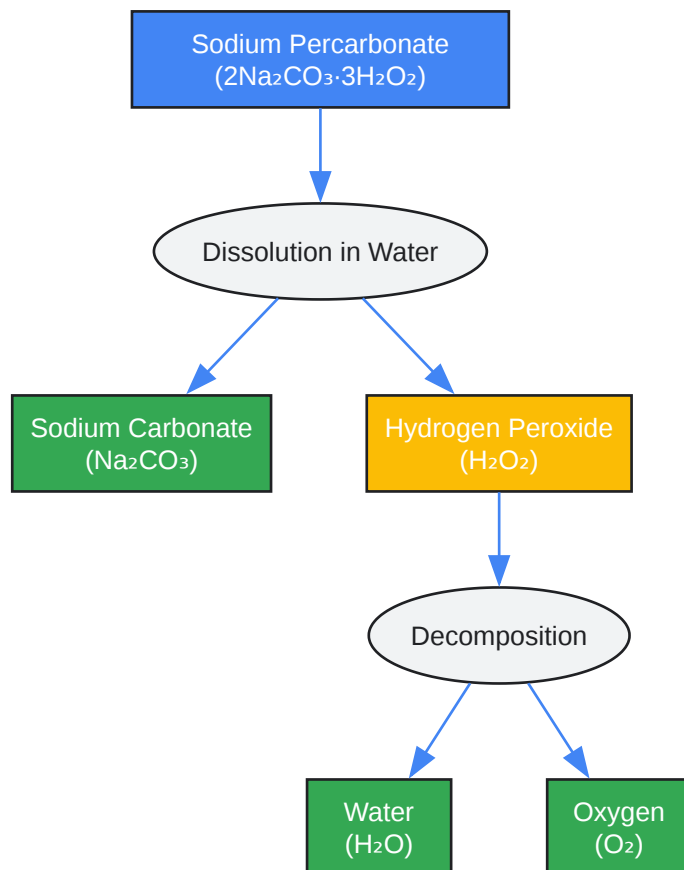 Sodium Percarbonate
(2Na₂CO₃·3H₂O₂)
Dissolution in Water
Sodium Carbonate
(Na₂CO₃)
Hydrogen Peroxide
(H₂O₂)
Decomposition
Water
(H₂O)
Oxygen
(O₂)